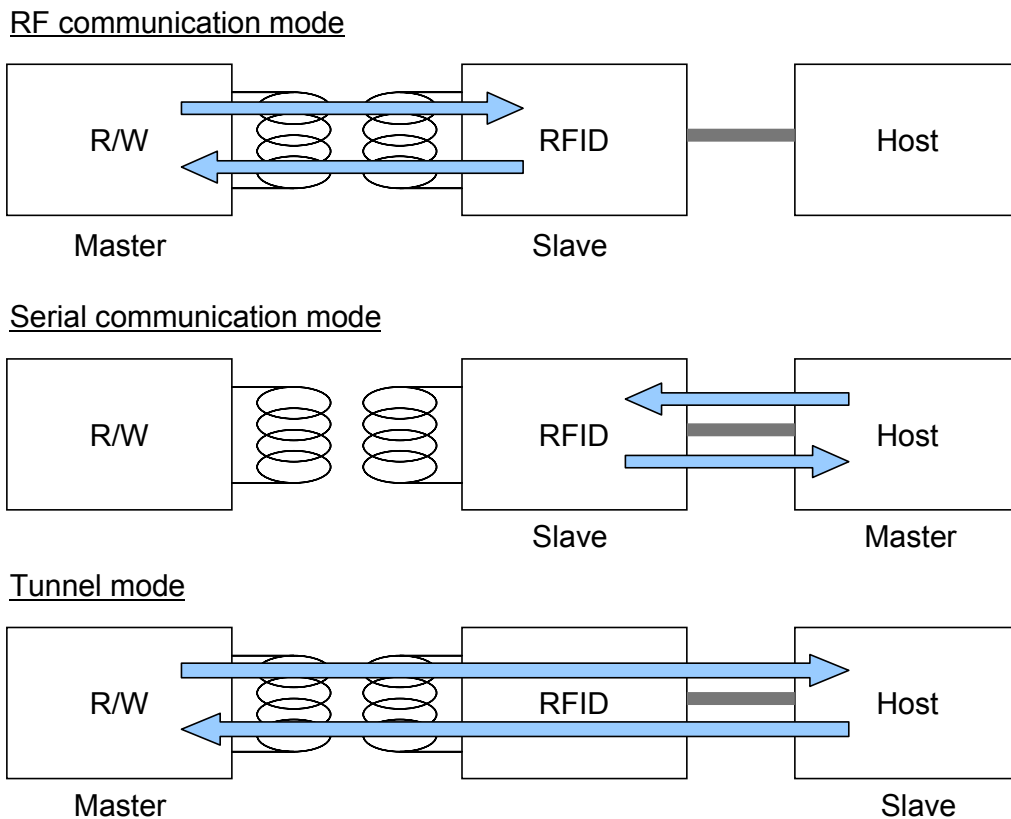 RF communication mode
R/W
RFID
Host
Master
Slave
Serial communication mode
R/W
RFID
Host
Slave
Master
Tunnel mode
R/W
RFID
Host
Master
Slave